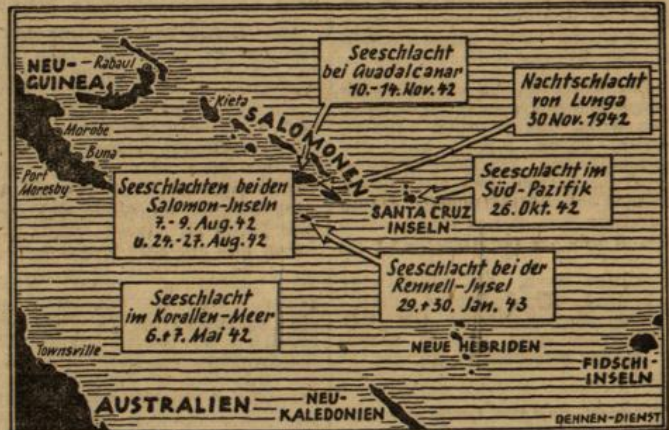 NEU-
GUINEA
Rabaul
Kieta
SALOMONEN
Seeschlacht
bei Guadalcanar
10.-14. Nov. 42
Nachtschlacht
von Lunga
30 Nov. 1942
Morobe
Buna
Port
Moresby
Seeschlachten bei den
Salomon-Inseln
7.-9. Aug. 42
u. 24.-27. Aug. 42
Seeschlacht im
Süd-Pazifik
26. Okt. 42
SANTA CRUZ
INSELN
Seeschlacht bei der
Rennell-Insel
29.+30. Jan. 43
Seeschlacht
im Korallen-Meer
6.+7. Mai 42
Townsville
NEUE HEBRIDEN
FIDSCHI-
INSELN
AUSTRALIEN
NEU-
KALEDONIEN
DEHNEN-DIENST